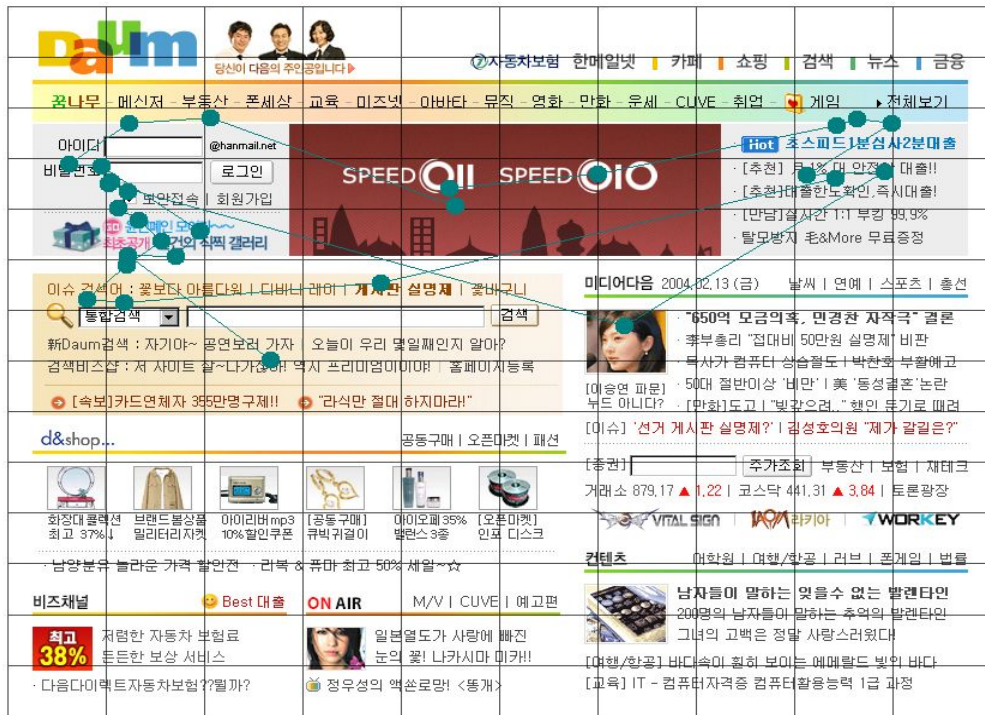 Daum
당신이 다음의 주인공입니다
자동차보험 한메일넷 카페 쇼핑 검색 뉴스 금융
꿈나무 - 메신저 - 부동산 - 폰세상 - 교육 - 미즈넷 - 아바타 - 뮤직 - 영화 - 만화 - 운세 - CUVE - 취업 - 게임 전체보기
아이디 @hanmail.net
비밀번호 로그인
보안접속 | 회원가입
최초공개 직찍 갤러리
SPEED 011 SPEED 010
Hot 초스피드1분심사2분대출
· [추천] 대출!!
· [추천]대출한도확인,즉시대출!
· [만남]실시간 1:1 부킹 99,9%
· 탈모방지 毛&More 무료증정
이슈 검색어 : 꽃보다 아름다워 | 디바니 레이 | 게시판 실명제 | 꽃바구니
통합검색 검색
新Daum검색 : 자기야~ 공연보러 가자 | 오늘이 우리 몇일째인지 알아?
검색비즈샵 : 저 사이트 잘~나가잖아! 역시 프리미엄이이야! | 홈페이지등록
[속보]카드연체자 355만명구제!! "라식만 절대 하지마라!"
미디어다음 2004.02.13 (금) 날씨 | 연예 | 스포츠 | 총선
· "650억 모금의혹, 민경찬 자작극" 결론
· 李부총리 "접대비 50만원 실명제" 비판
· 목사가 컴퓨터 상습절도 | 박찬호 부활예고
· 50대 절반이상 '비만' | 美 '동성결혼'논란
· [만화]도고 | "빚갚으려.." 행인 둔기로 때려
[이승연 파문]
누드 아니다?
[이슈] '선거 게시판 실명제?' | 김성호의원 "제가 갈길은?"
[증권] 주가조회 부동산 | 보험 | 재테크
거래소 879.17 ▲ 1.22 | 코스닥 441.31 ▲ 3.84 | 토론광장
VITAL SIGN 라키아 WORKEY
d&shop... 공동구매 | 오픈마켓 | 패션
화장대콜렉션 브랜드봄상품 아이리버mp3 [공동구매] 아이오페35% [오픈마켓]
최고 37%↓ 밀리터리자켓 10%할인쿠폰 큐빅귀걸이 밸런스3종 인포 디스크
· 남양분유 놀라운 가격 할인전 · 리복 & 퓨마 최고 50% 세일~☆
컨텐츠 어학원 | 여행/항공 | 러브 | 폰게임 | 법률
남자들이 말하는 잊을수 없는 발렌타인
200명의 남자들이 말하는 추억의 발렌타인
그녀의 고백은 정말 사랑스러웠다!
[여행/항공] 바다속이 훤히 보이는 에메랄드 빛의 바다
[교육] IT - 컴퓨터자격증 컴퓨터활용능력 1급 과정
비즈채널 Best 대출
최고 38%
저렴한 자동차 보험료
든든한 보상 서비스
· 다음다이렉트자동차보험??뭘까?
ON AIR M/V | CUVE | 예고편
일본열도가 사랑에 빠진
눈의 꽃! 나카시마 미카!!
정우성의 액쏜로망! <똥개>